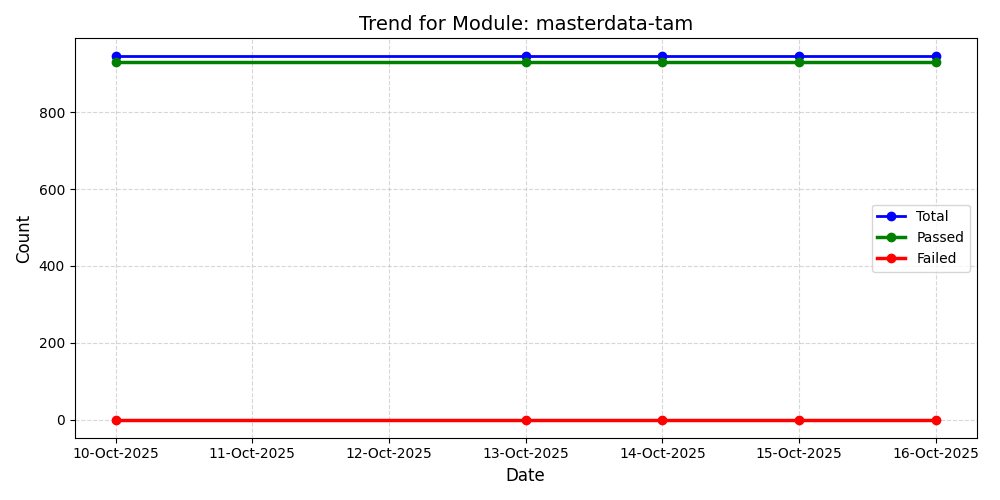 Trend for Module: masterdata-tam
Count
800
600
400
200
0
Total
Passed
Failed
10-Oct-2025
11-Oct-2025
12-Oct-2025
13-Oct-2025
14-Oct-2025
15-Oct-2025
16-Oct-2025
Date